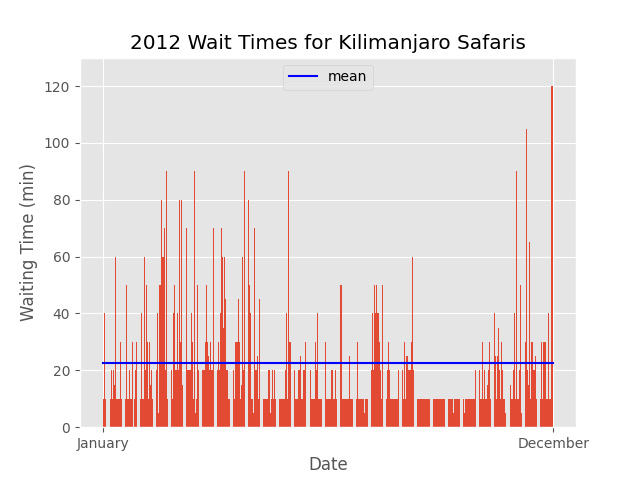 2012 Wait Times for Kilimanjaro Safaris
mean
120
100
80
60
40
20
0
Waiting Time (min)
January
December
Date